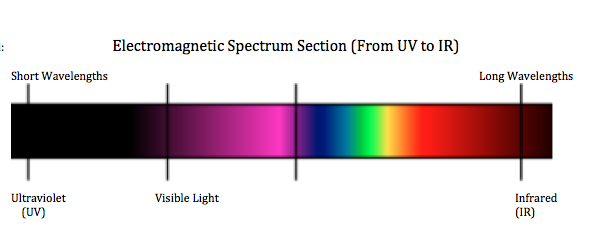 :
Electromagnetic Spectrum Section (From UV to IR)
Short Wavelengths
Long Wavelengths
Ultraviolet
(UV)
Visible Light
Infrared
(IR)